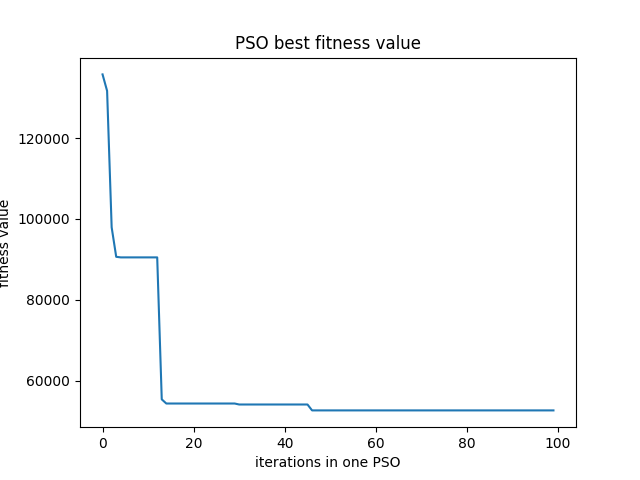 PSO best fitness value
120000
100000
80000
60000
fitness value
0 20 40 60 80 100
iterations in one PSO